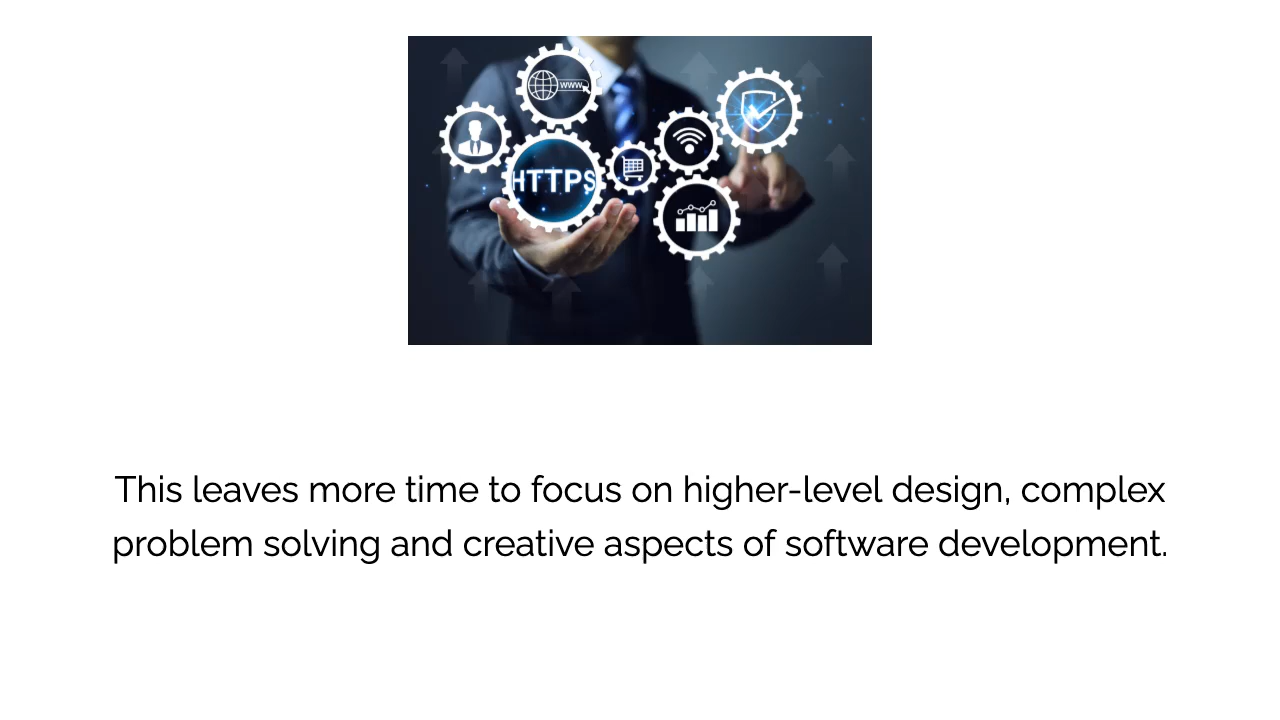 WWW
HTTPS
This leaves more time to focus on higher-level design, complex
problem solving and creative aspects of software development.